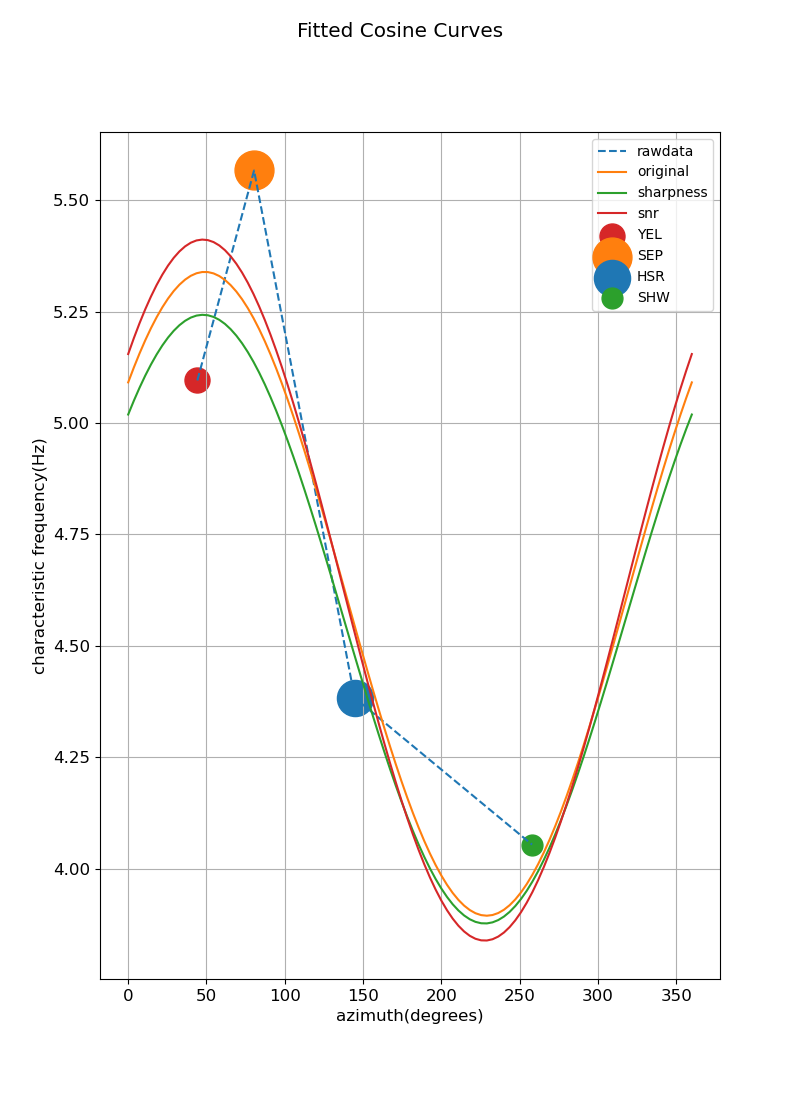 Fitted Cosine Curves
rawdata
original
sharpness
snr
YEL
SEP
HSR
SHW
characteristic frequency(Hz)
5.50
5.25
5.00
4.75
4.50
4.25
4.00
0 50 100 150 200 250 300 350
azimuth(degrees)